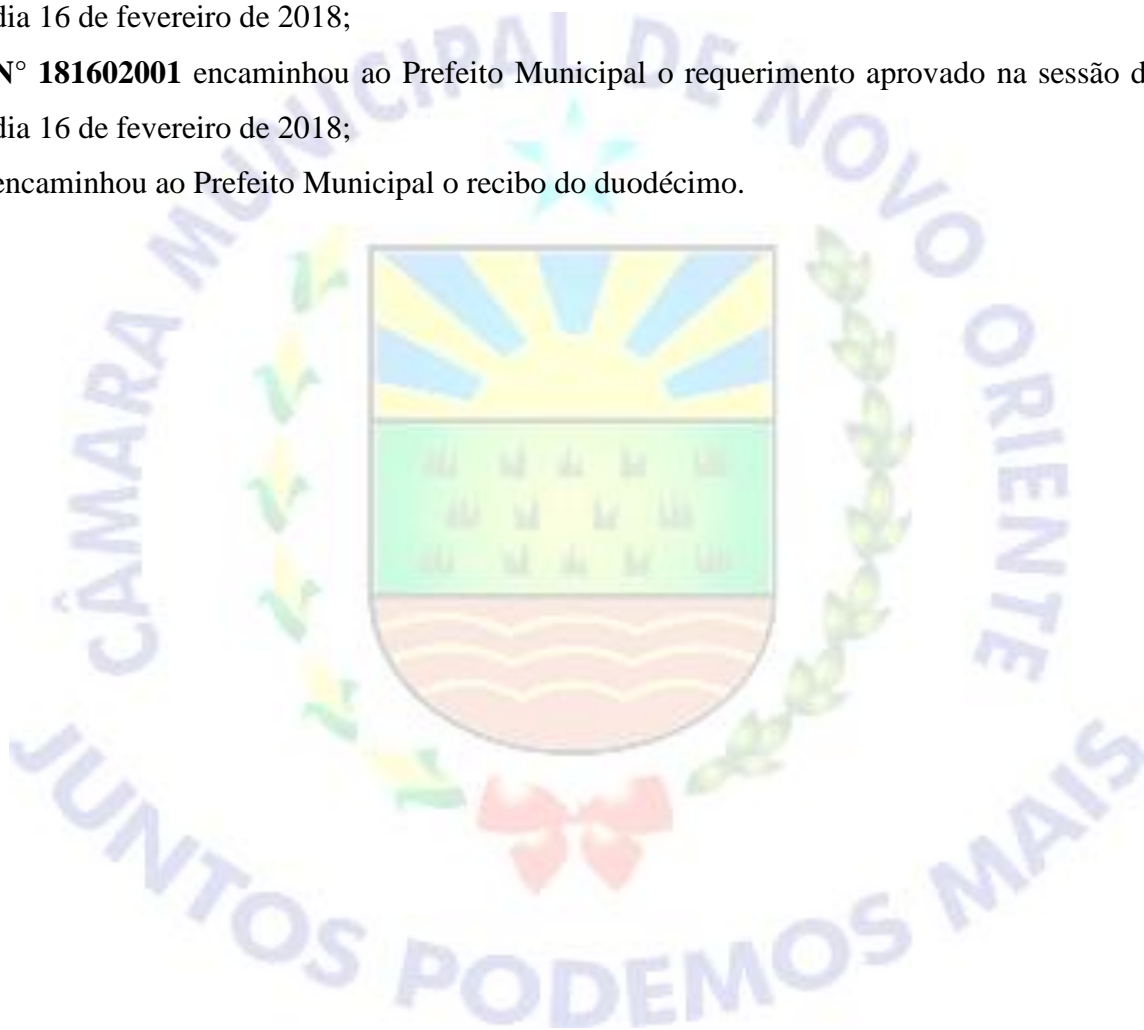 dia 16 de fevereiro de 2018;
N° 181602001 encaminhou ao Prefeito Municipal o requerimento aprovado na sessão d
dia 16 de fevereiro de 2018;
encaminhou ao Prefeito Municipal o recibo do duodécimo.
CÂMARA MUNICIPAL DE NOVO ORIENTE
JUNTOS PODEMOS MAIS